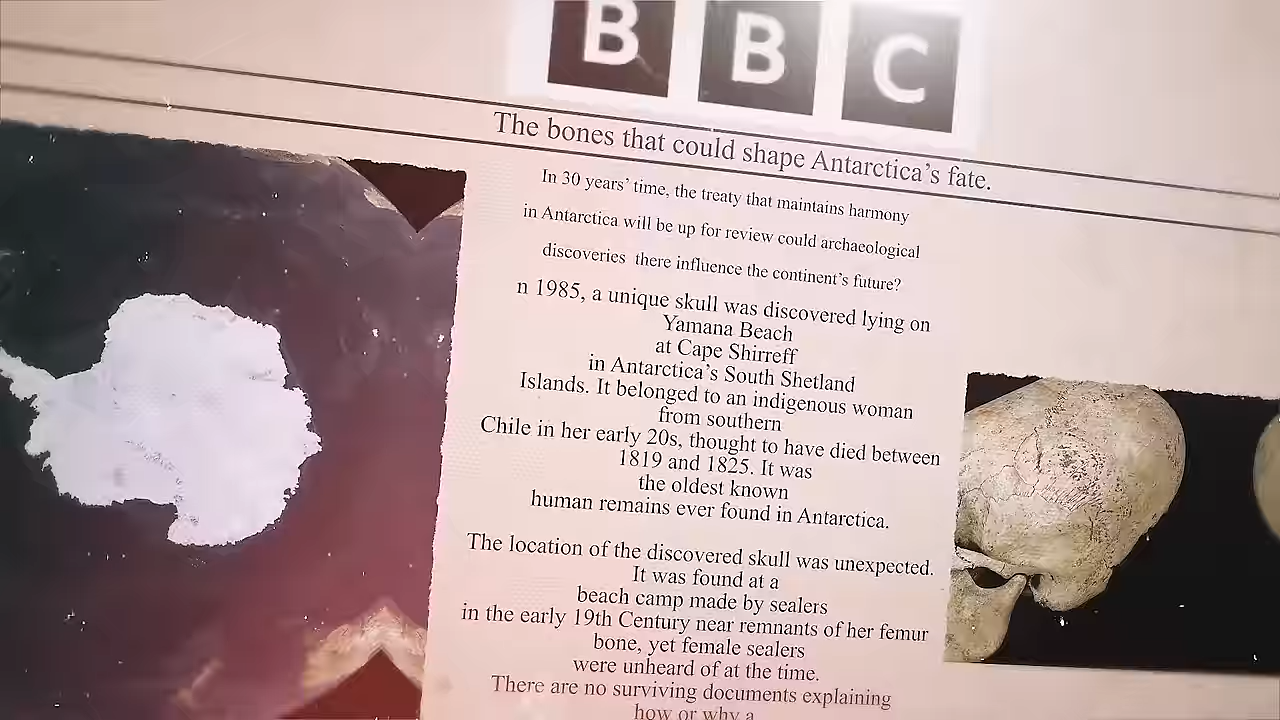 BBC
The bones that could shape Antarctica's fate.
In 30 years' time, the treaty that maintains harmony
in Antarctica will be up for review could archaeological
discoveries there influence the continent's future?
n 1985, a unique skull was discovered lying on
Yamana Beach
at Cape Shirreff
in Antarctica's South Shetland
Islands. It belonged to an indigenous woman
from southern
Chile in her early 20s, thought to have died between
1819 and 1825. It was
the oldest known
human remains ever found in Antarctica.
The location of the discovered skull was unexpected.
It was found at a
beach camp made by sealers
in the early 19th Century near remnants of her femur
bone, yet female sealers
were unheard of at the time.
There are no surviving documents explaining
how or why a